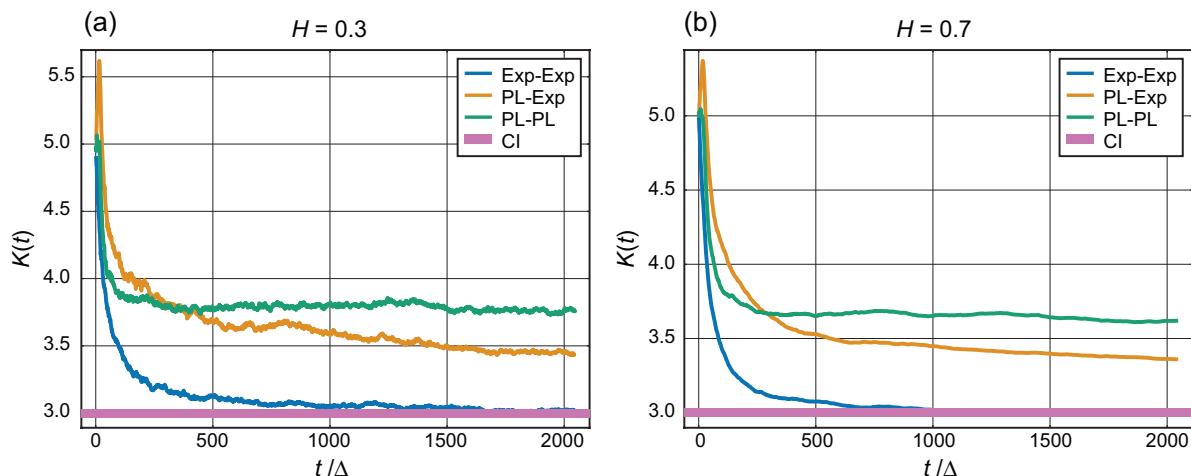 (a)
H = 0.3
5.5
5.0
4.5
4.0
3.5
3.0
K(t)
0
500
1000
1500
2000
t /Δ
Exp-Exp
PL-Exp
PL-PL
CI
(b)
H = 0.7
5.0
4.5
4.0
3.5
3.0
K(t)
0
500
1000
1500
2000
t /Δ
Exp-Exp
PL-Exp
PL-PL
CI